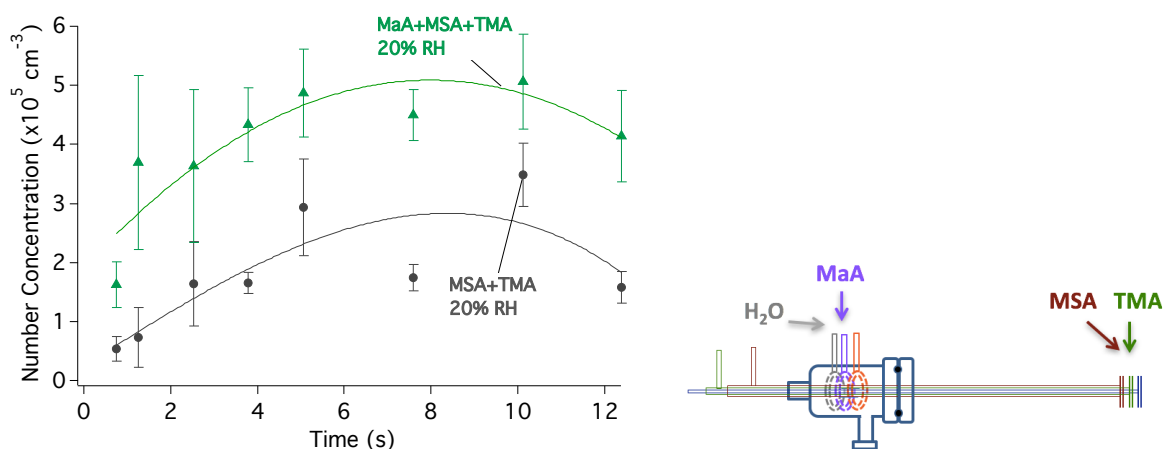 6
5
4
3
2
1
0
Number Concentration (x10⁵ cm⁻³)
MaA+MSA+TMA
20% RH
MSA+TMA
20% RH
0 2 4 6 8 10 12
Time (s)
MaA
H₂O
MSA TMA